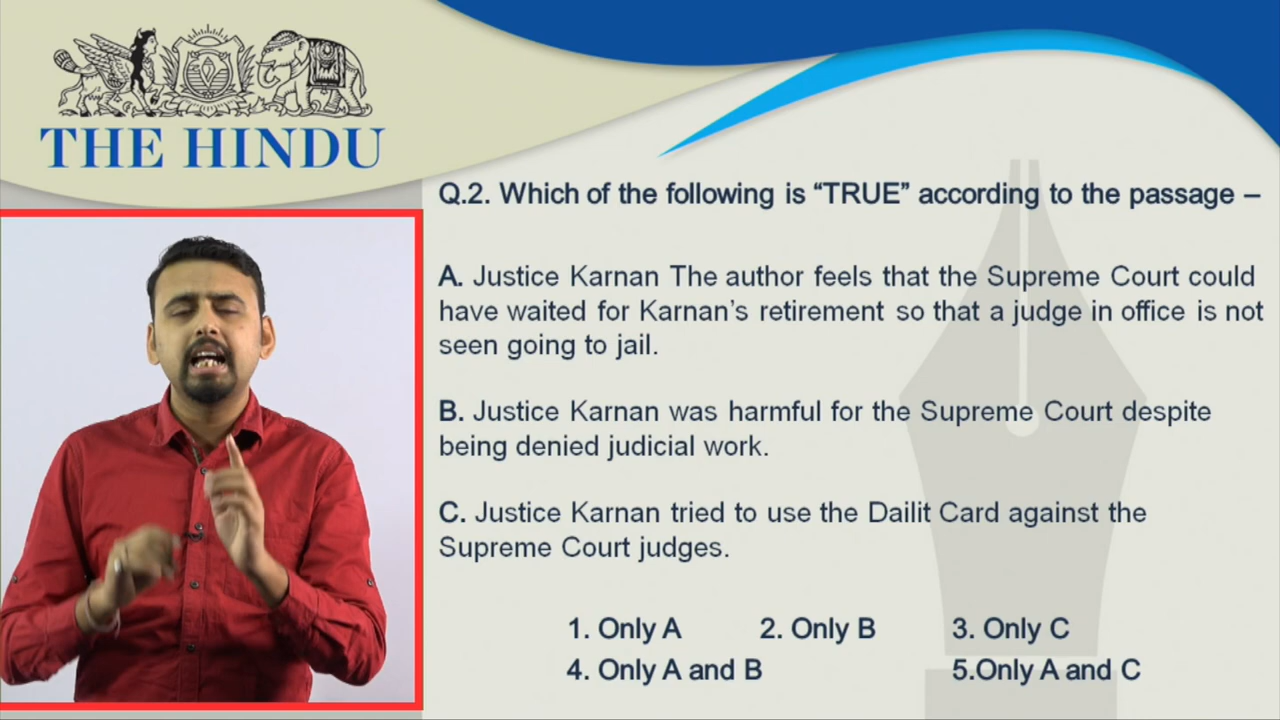 THE HINDU
Q.2. Which of the following is “TRUE” according to the passage –
A. Justice Karnan The author feels that the Supreme Court could
have waited for Karnan’s retirement so that a judge in office is not
seen going to jail.
B. Justice Karnan was harmful for the Supreme Court despite
being denied judicial work.
C. Justice Karnan tried to use the Dailit Card against the
Supreme Court judges.
1. Only A 2. Only B 3. Only C
4. Only A and B 5.Only A and C